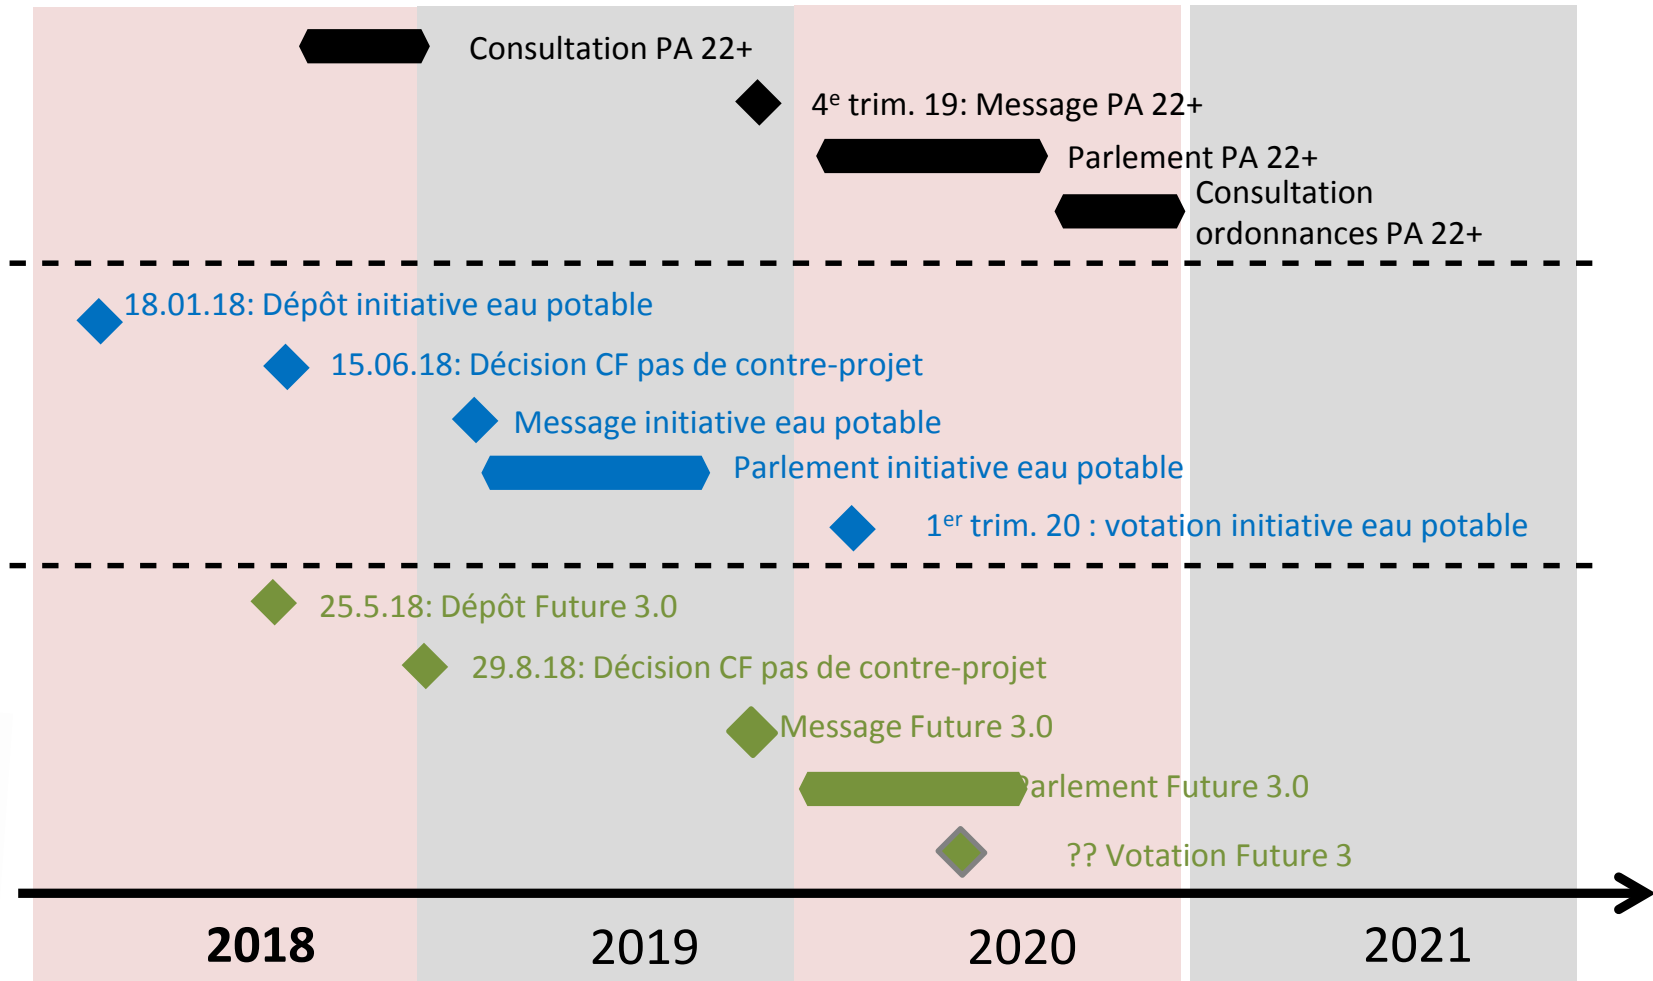 Consultation PA 22+
4e trim. 19: Message PA 22+
Parlement PA 22+
Consultation
ordonnances PA 22+
18.01.18: Dépôt initiative eau potable
15.06.18: Décision CF pas de contre-projet
Message initiative eau potable
Parlement initiative eau potable
1er trim. 20 : votation initiative eau potable
25.5.18: Dépôt Future 3.0
29.8.18: Décision CF pas de contre-projet
Message Future 3.0
Parlement Future 3.0
?? Votation Future 3
2018 2019 2020 2021